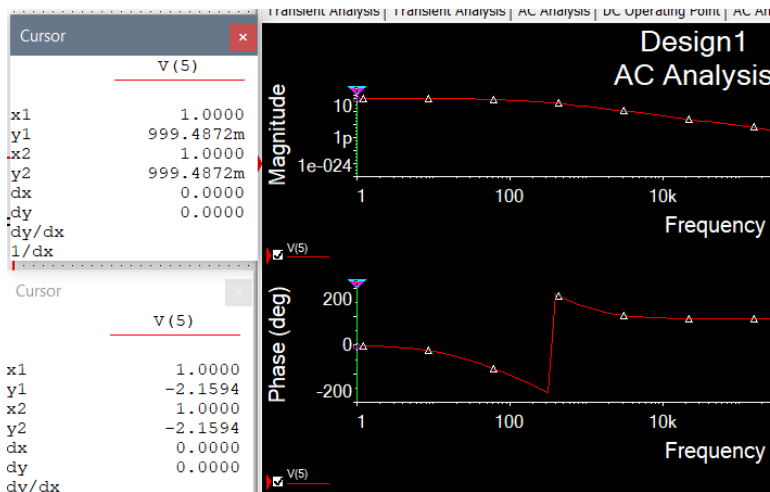 Transient Analysis | Transient Analysis | AC Analysis | DC Operating Point | AC An
Cursor
V(5)
x1 1.0000
y1 999.4872m
x2 1.0000
y2 999.4872m
dx 0.0000
dy 0.0000
dy/dx
1/dx
Cursor
V(5)
x1 1.0000
y1 -2.1594
x2 1.0000
y2 -2.1594
dx 0.0000
dy 0.0000
dy/dx
Design1
AC Analysis
Magnitude
10
1p
1e-024
1 100 10k
Frequency
V(5)
Phase (deg)
200
0
-200
1 100 10k
Frequency
V(5)